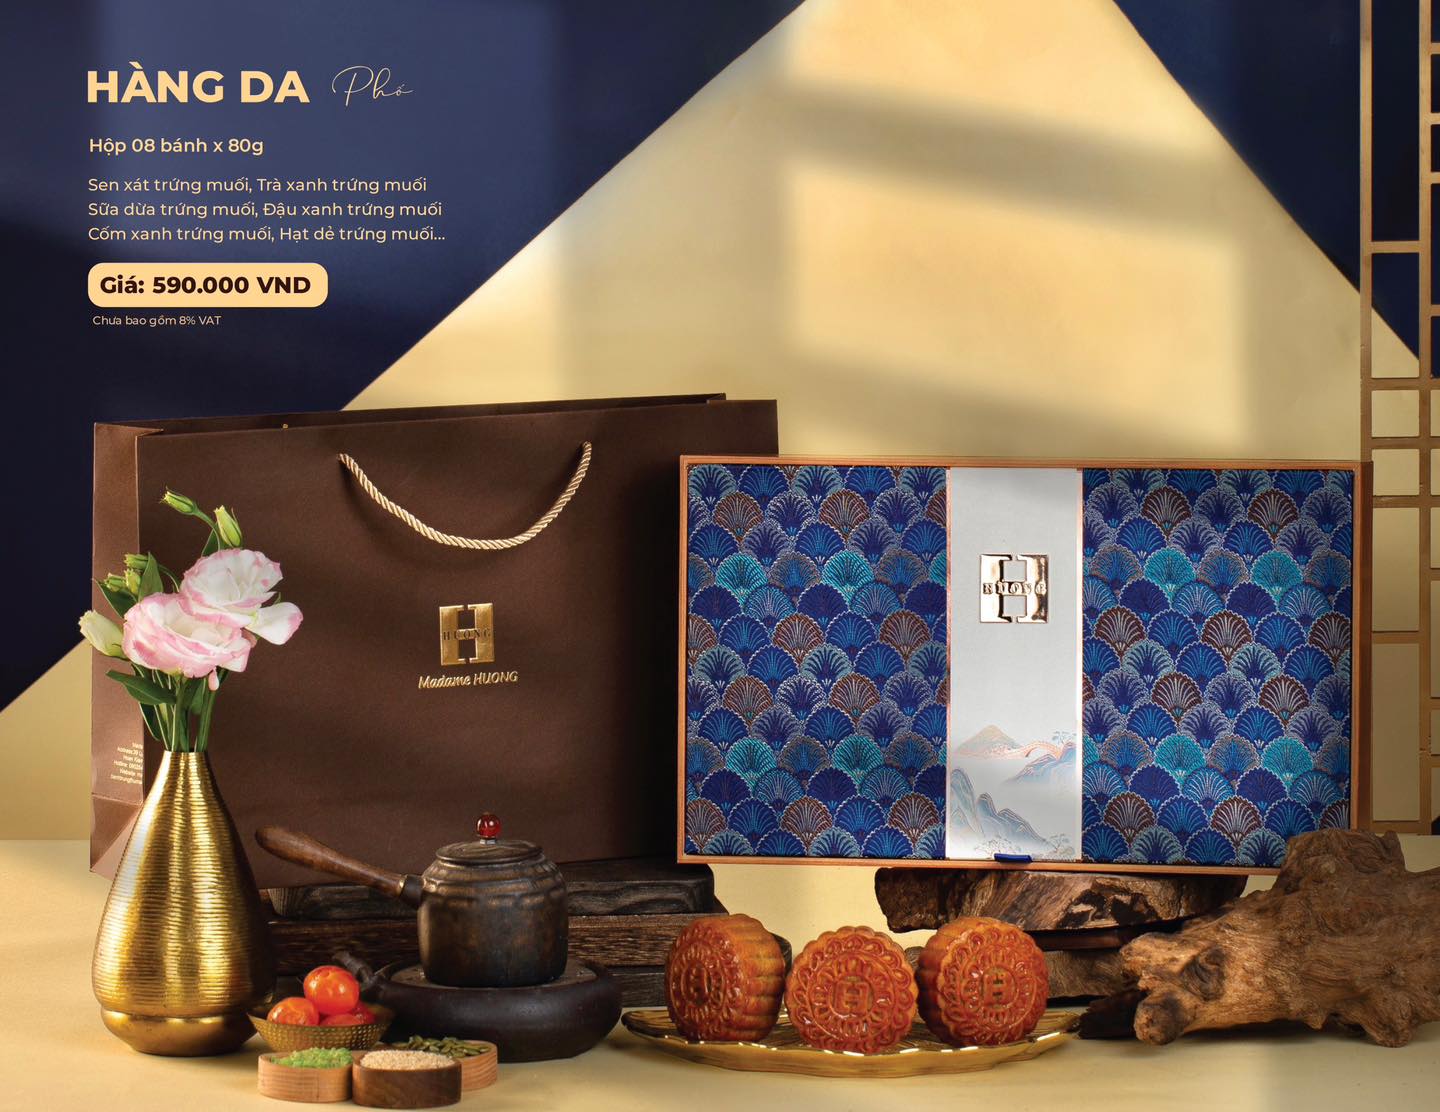 HÀNG DA Phố
Hộp 08 bánh x 80g
Sen xát trứng muối, Trà xanh trứng muối
Sữa dừa trứng muối, Đậu xanh trứng muối
Cốm xanh trứng muối, Hạt dẻ trứng muối...
Giá: 590.000 VND
Chưa bao gồm 8% VAT
H
HUONG
Madame HUONG
H
HUONG